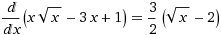 d/dx(x√x − 3x + 1) = 3/2 (√x − 2)